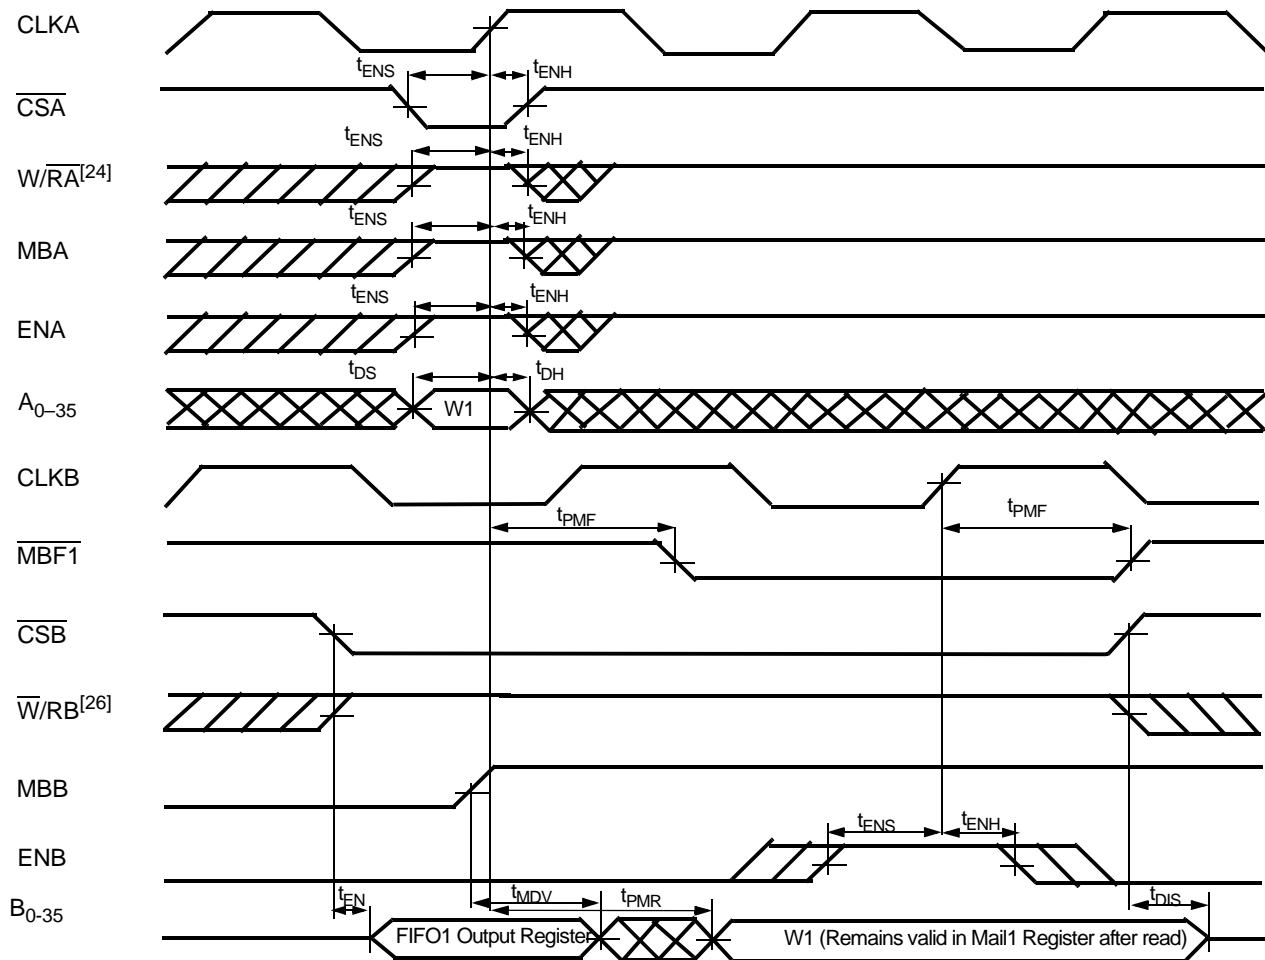 CLKA
tENS tENH
CSA
tENS tENH
W/RA[24]
tENS tENH
MBA
tENS tENH
ENA
tDS tDH
A0–35 W1
CLKB
tPMF tPMF
MBF1
CSB
W/RB[26]
MBB
tENS tENH
ENB
tEN tMDV tPMR tDIS
B0-35
FIFO1 Output Register W1 (Remains valid in Mail1 Register after read)